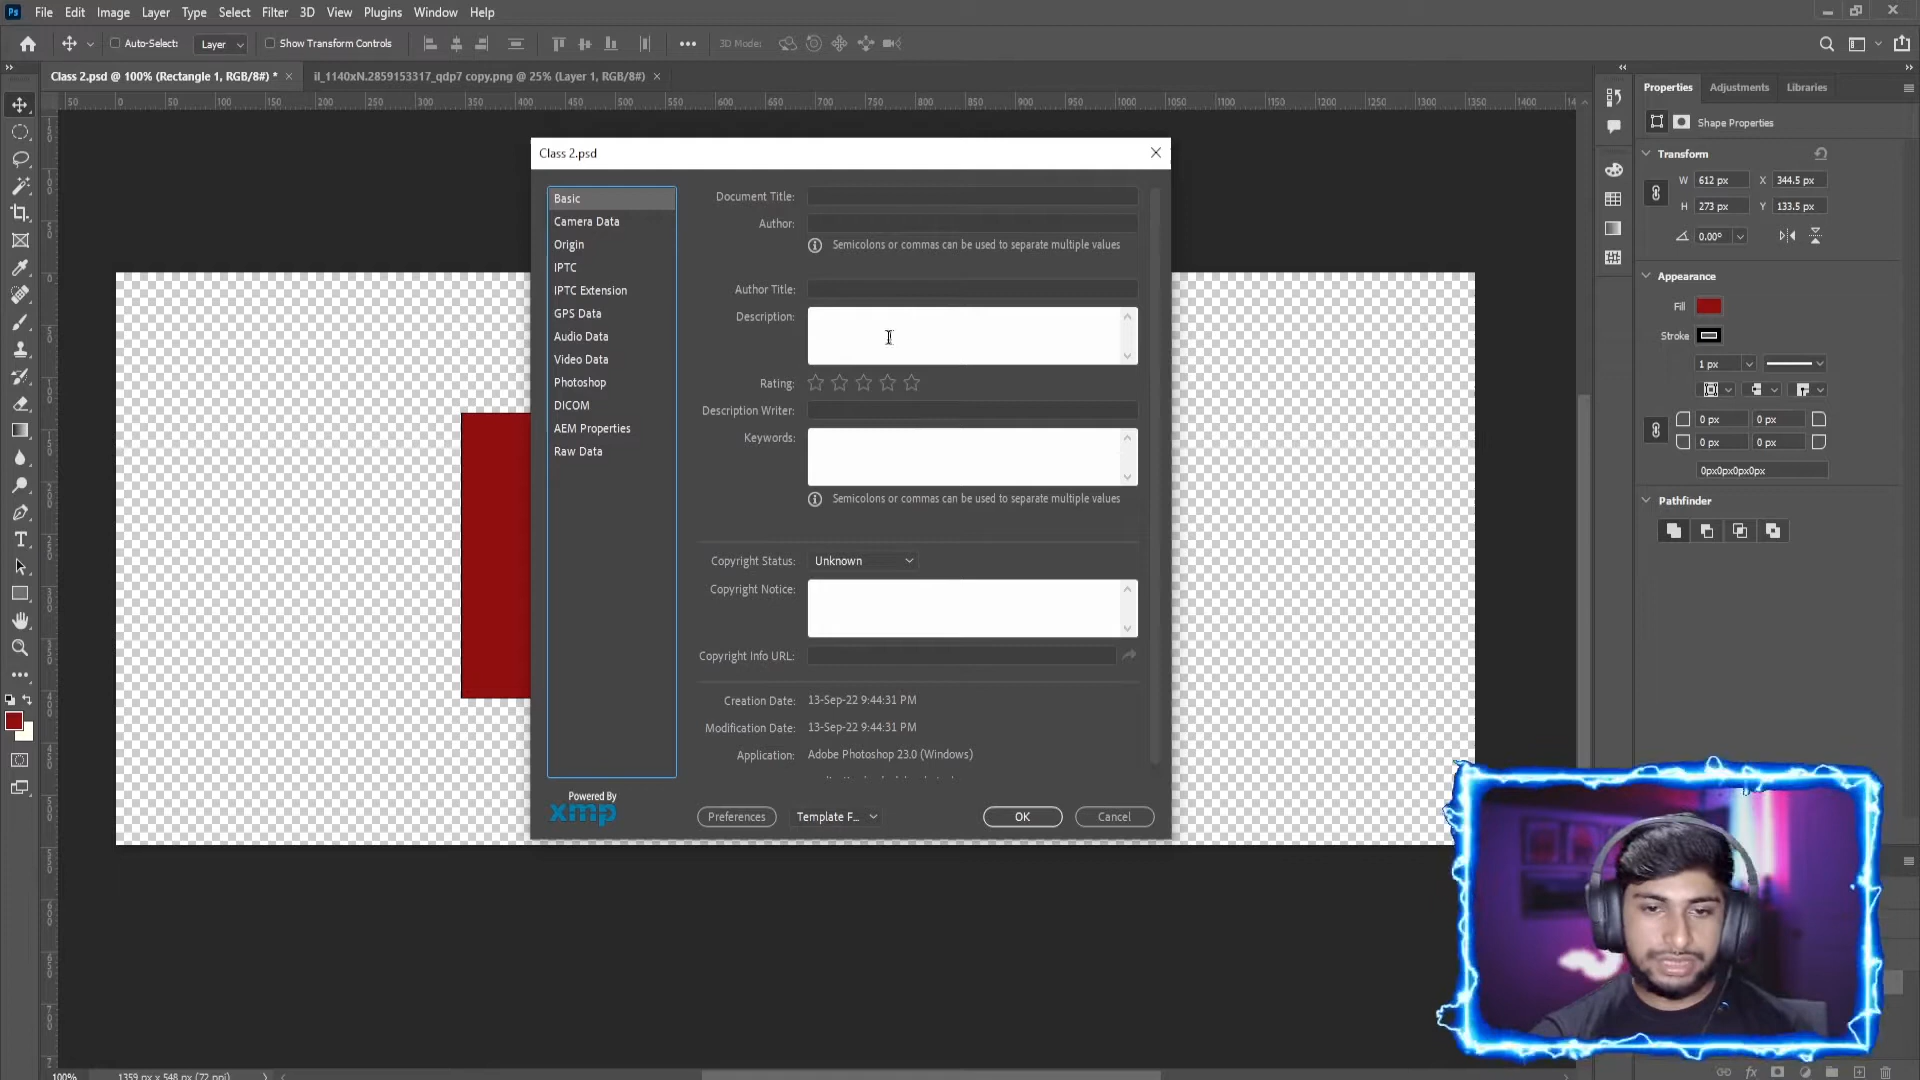 Ps File Edit Image Layer Type Select Filter 3D View Plugins Window Help
Auto-Select: Layer Show Transform Controls 3D Mode:
Class 2.psd @ 100% (Rectangle 1, RGB/8#) * il_1140xN.2859153317_qdp7 copy.png @ 25% (Layer 1, RGB/8#)
50 0 50 100 150 200 250 300 350 400 450 500 550 600 650 700 750 800 850 900 950 1000 1050 1100 1150 1200 1250 1300 1350 1400
Class 2.psd
Basic
Camera Data
Origin
IPTC
IPTC Extension
GPS Data
Audio Data
Video Data
Photoshop
DICOM
AEM Properties
Raw Data
Document Title:
Author:
Semicolons or commas can be used to separate multiple values
Author Title:
Description:
Rating:
Description Writer:
Keywords:
Semicolons or commas can be used to separate multiple values
Copyright Status: Unknown
Copyright Notice:
Copyright Info URL:
Creation Date: 13-Sep-22 9:44:31 PM
Modification Date: 13-Sep-22 9:44:31 PM
Application: Adobe Photoshop 23.0 (Windows)
Powered By
xmp
Preferences Template F... OK Cancel
Properties Adjustments Libraries
Shape Properties
Transform
W 612 px X 344.5 px
H 273 px Y 133.5 px
0.00°
Appearance
Fill
Stroke
1 px
0 px 0 px
0 px 0 px
0px0px0px0px
Pathfinder
100% 1359 px x 548 px (72 ppi)